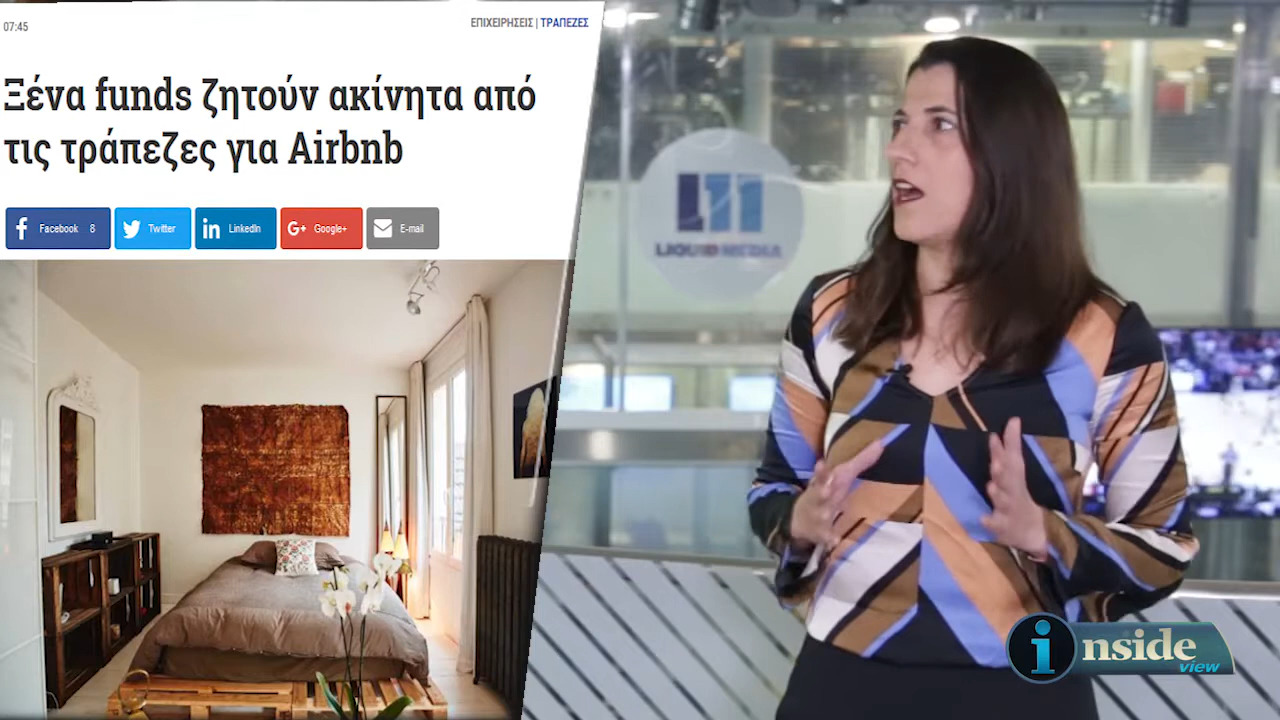 07:45
ΕΠΙΧΕΙΡΗΣΕΙΣ | ΤΡΑΠΕΖΕΣ
Ξένα funds ζητούν ακίνητα από
τις τράπεζες για Airbnb
Facebook 8
Twitter
LinkedIn
Google+
E-mail
LIQUID MEDIA
inside
view